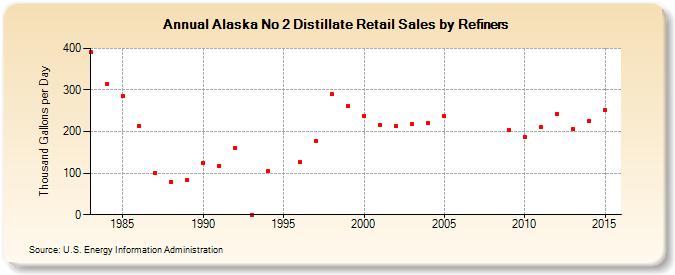 Annual Alaska No 2 Distillate Retail Sales by Refiners
Thousand Gallons per Day
400
300
200
100
0
1985 1990 1995 2000 2005 2010 2015
Source: U.S. Energy Information Administration